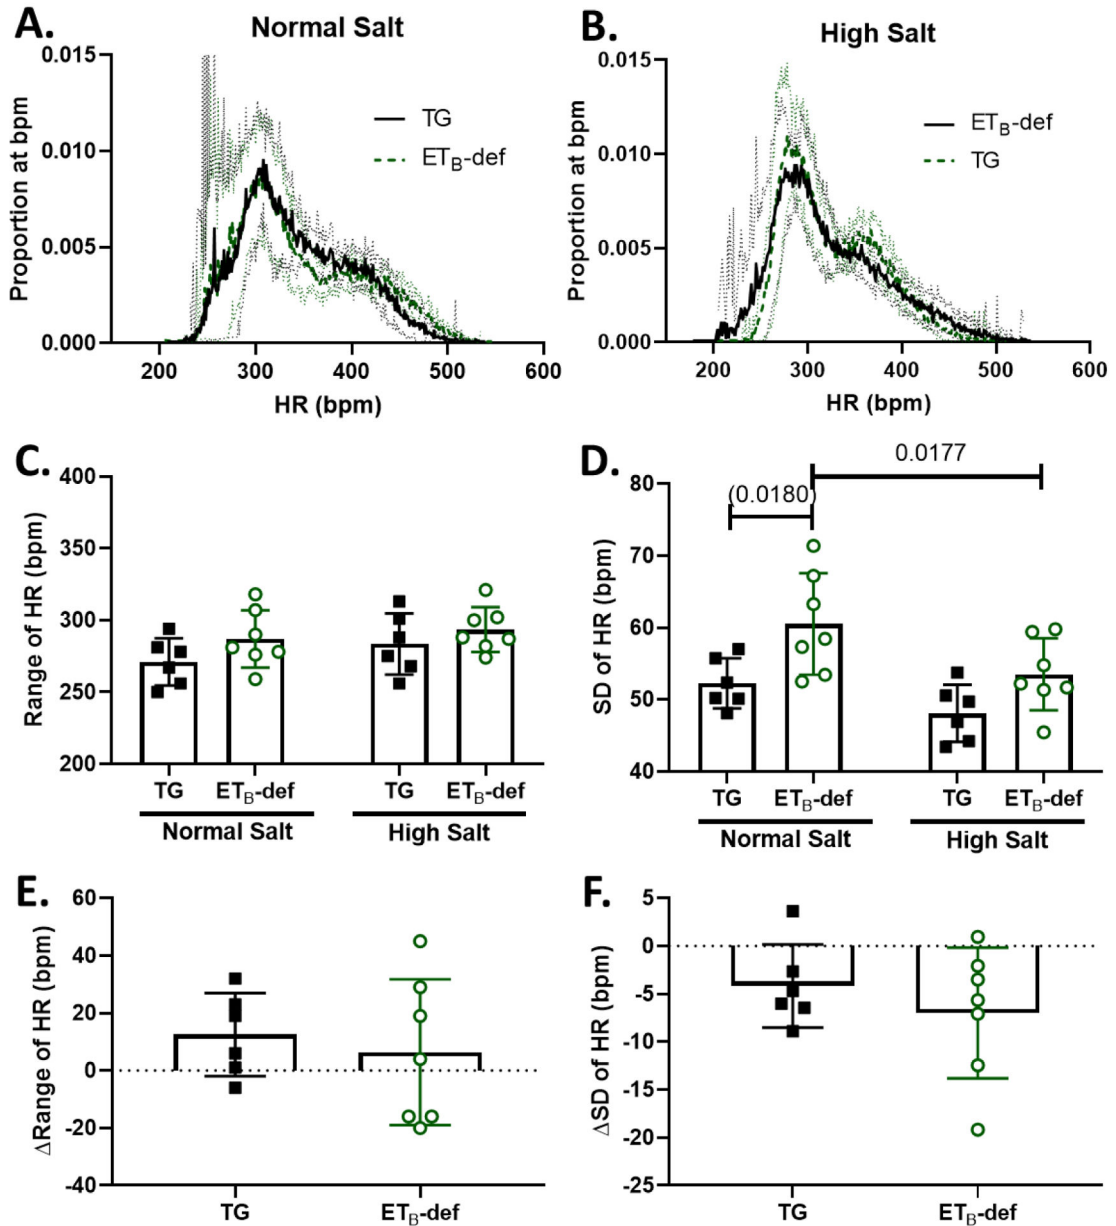 A.
Normal Salt
Proportion at bpm
0.015
0.010
0.005
0.000
TG
ETB-def
200
300
400
500
600
HR (bpm)
B.
High Salt
Proportion at bpm
0.015
0.010
0.005
0.000
ETB-def
TG
200
300
400
500
600
HR (bpm)
C.
Range of HR (bpm)
400
350
300
250
200
TG
ETB-def
TG
ETB-def
Normal Salt
High Salt
D.
SD of HR (bpm)
80
70
60
50
40
(0.0180)
0.0177
TG
ETB-def
TG
ETB-def
Normal Salt
High Salt
E.
ΔRange of HR (bpm)
60
40
20
0
-20
-40
TG
ETB-def
F.
ΔSD of HR (bpm)
5
0
-5
-10
-15
-20
-25
TG
ETB-def